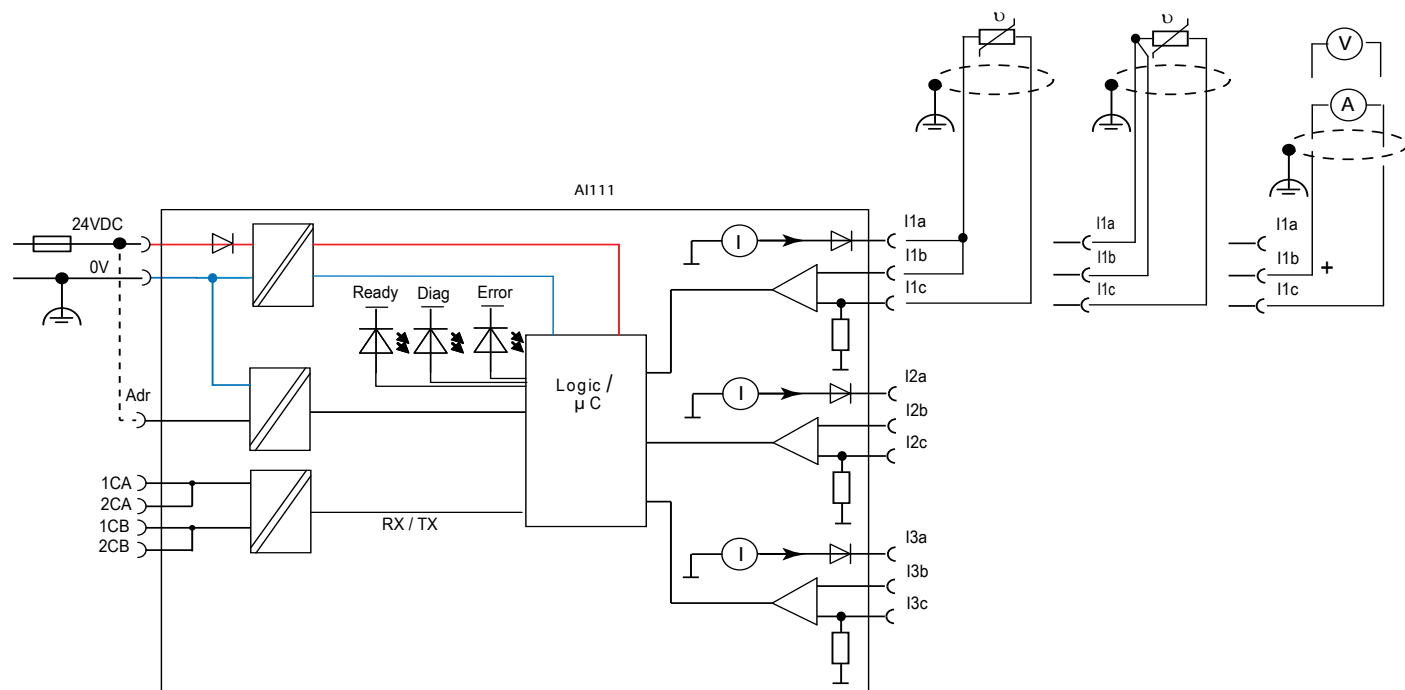 ʋ
ʋ
V
A
AI111
24VDC
0V
Adr
1CA
2CA
1CB
2CB
Ready
Diag
Error
Logic /
µ C
RX / TX
I
I1a
I1b
I1c
I
I2a
I2b
I2c
I
I3a
I3b
I3c
I1a
I1b
I1c
I1a
I1b
+
I1c